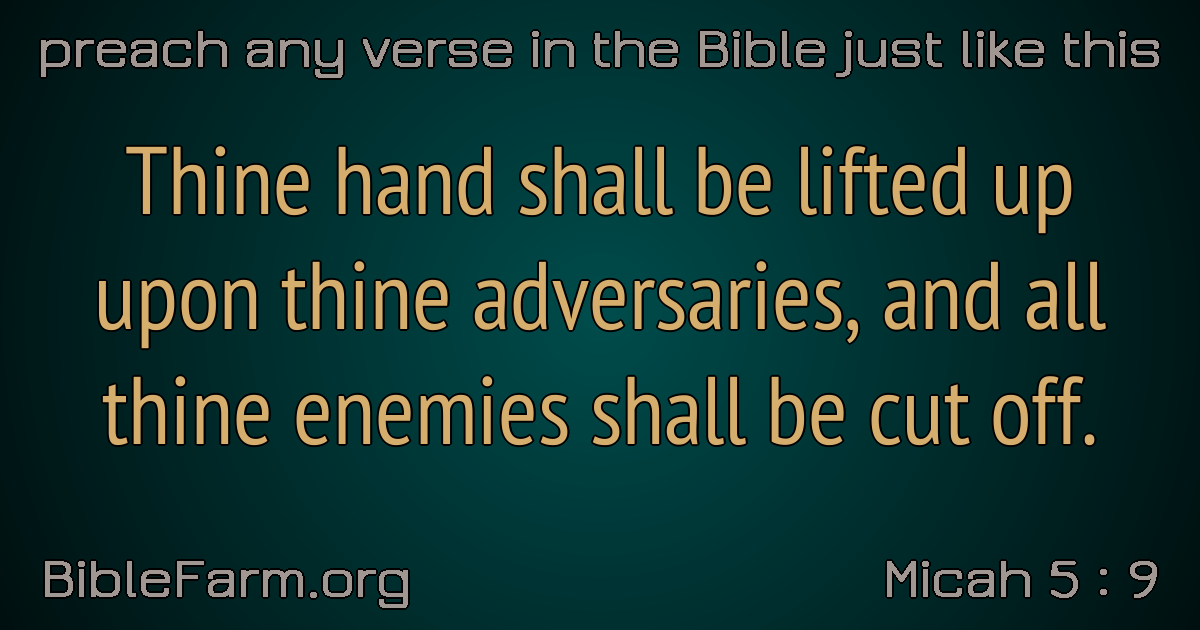 preach any verse in the Bible just like this
Thine hand shall be lifted up
upon thine adversaries, and all
thine enemies shall be cut off.
BibleFarm.org
Micah 5 : 9